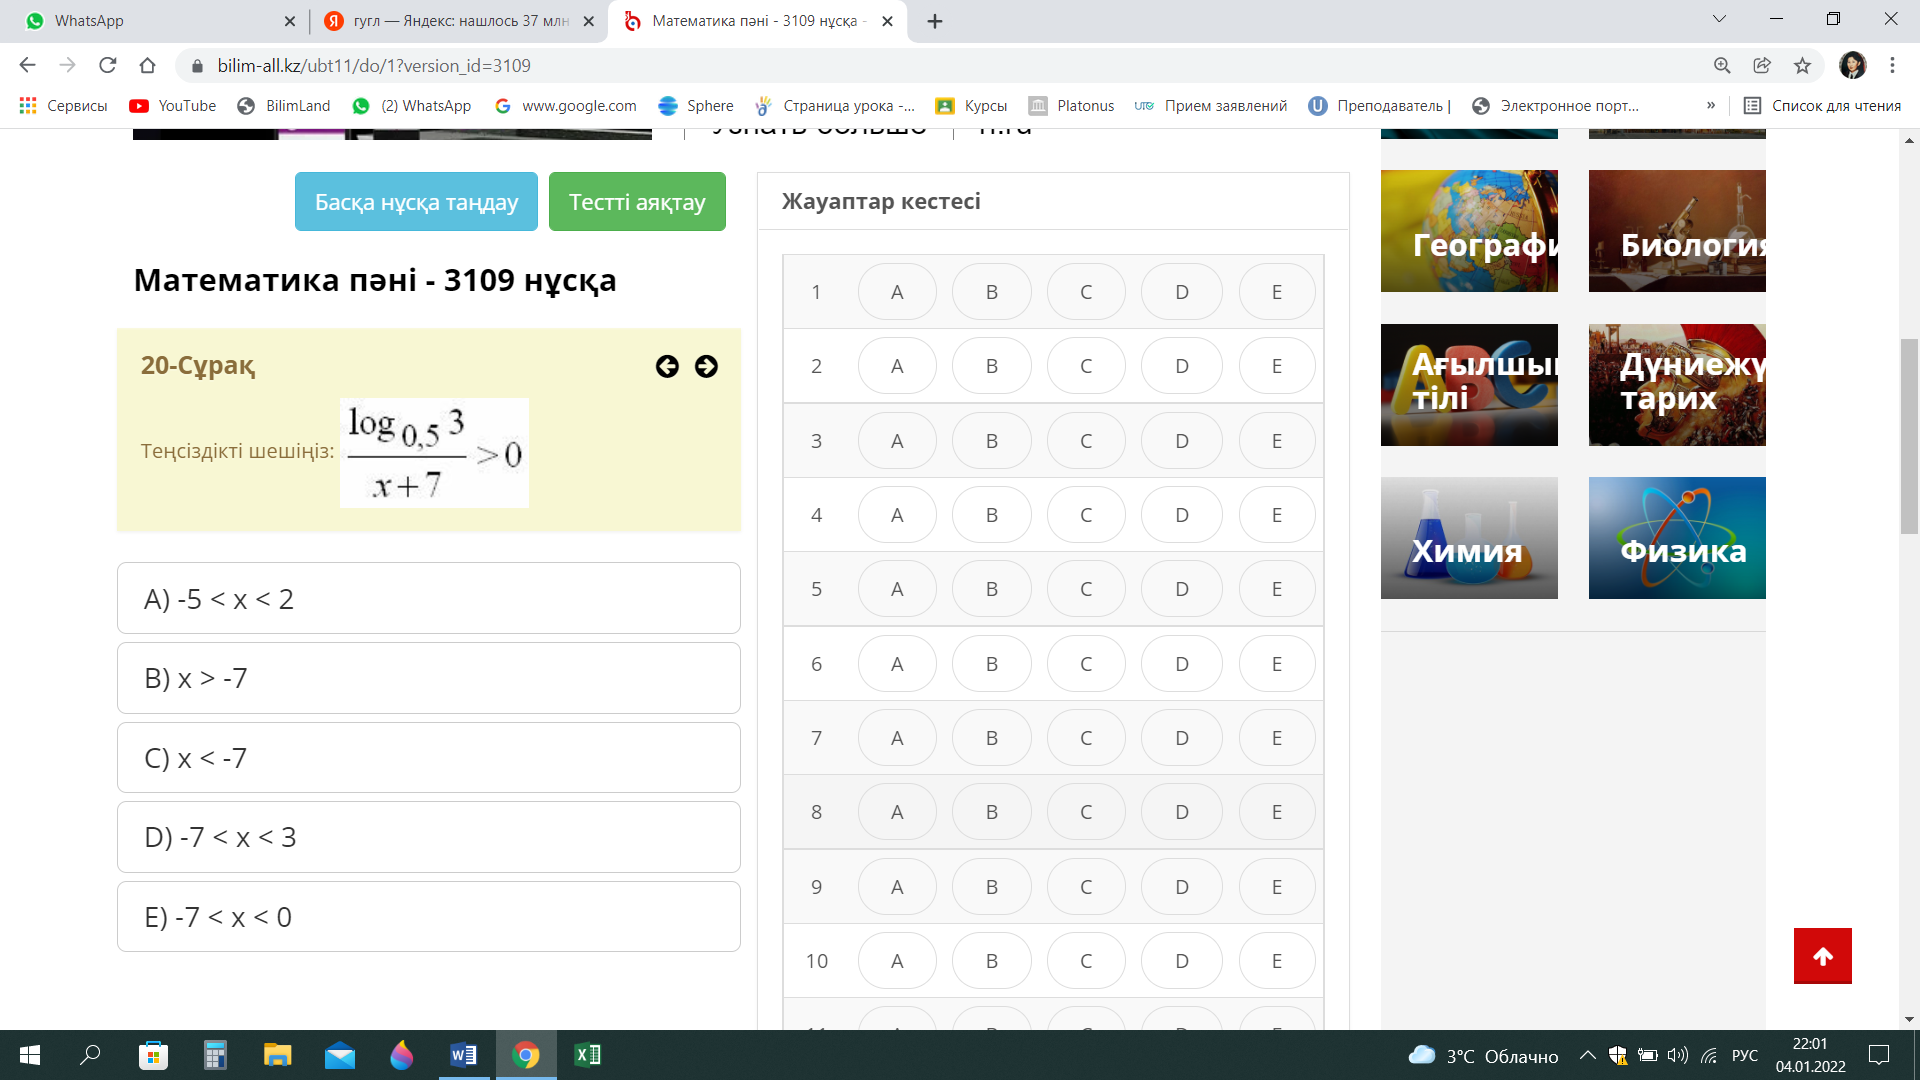 WhatsApp
гугл — Яндекс: нашлось 37 млн
Математика пәні - 3109 нұсқа -
bilim-all.kz/ubt11/do/1?version_id=3109
Сервисы YouTube BilimLand (2) WhatsApp www.google.com Sphere Страница урока -... Курсы Platonus Прием заявлений Преподаватель | Электронное порт... » Список для чтения
Басқа нұсқа таңдау
Тестті аяқтау
Математика пәні - 3109 нұсқа
20-Сұрақ
Теңсіздікті шешіңіз: log 0,5 3 / x+7 > 0
A) -5 < x < 2
B) x > -7
C) x < -7
D) -7 < x < 3
E) -7 < x < 0
Жауаптар кестесі
1 A B C D E
2 A B C D E
3 A B C D E
4 A B C D E
5 A B C D E
6 A B C D E
7 A B C D E
8 A B C D E
9 A B C D E
10 A B C D E
Географи
Биология
Ағылшы
тілі
Дүниежү
тарих
Химия
Физика
3°C Облачно
РУС
22:01
04.01.2022